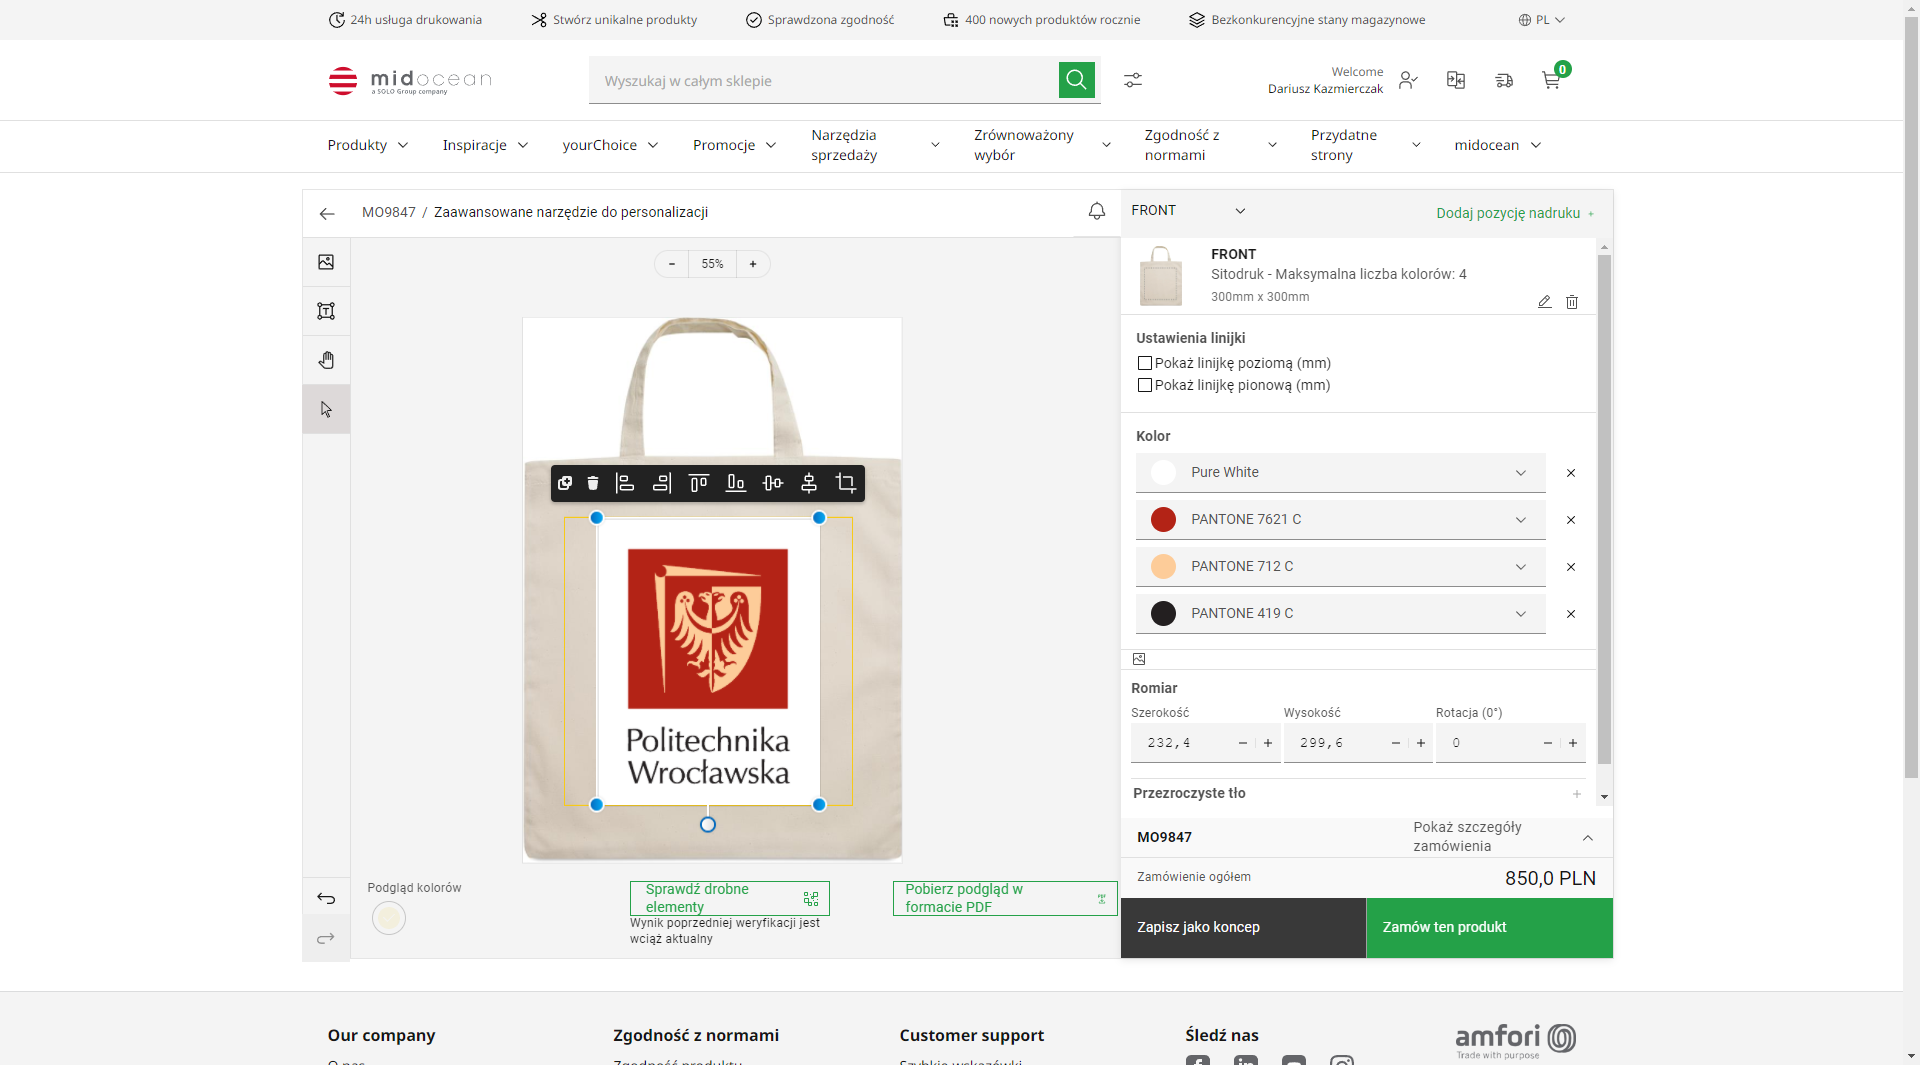 24h usługa drukowania
Stwórz unikalne produkty
Sprawdzona zgodność
400 nowych produktów rocznie
Bezkonkurencyjne stany magazynowe
PL
midocean
a SOLO Group company
Wyszukaj w całym sklepie
Welcome
Dariusz Kazmierczak
0
Produkty
Inspiracje
yourChoice
Promocje
Narzędzia
sprzedaży
Zrównoważony
wybór
Zgodność z
normami
Przydatne
strony
midocean
MO9847 / Zaawansowane narzędzie do personalizacji
FRONT
Dodaj pozycję nadruku +
- 55% +
FRONT
Sitodruk - Maksymalna liczba kolorów: 4
300mm x 300mm
Ustawienia linijki
Pokaż linijkę poziomą (mm)
Pokaż linijkę pionową (mm)
Kolor
Pure White
PANTONE 7621 C
PANTONE 712 C
PANTONE 419 C
Politechnika
Wrocławska
Romiar
Szerokość
Wysokość
Rotacja (0°)
232,4 − +
299,6 − +
0 − +
Przezroczyste tło +
MO9847
Pokaż szczegóły
zamówienia
Zamówienie ogółem
850,0 PLN
Zapisz jako koncep
Zamów ten produkt
Podgląd kolorów
Sprawdź drobne
elementy
Wynik poprzedniej weryfikacji jest
wciąż aktualny
Pobierz podgląd w
formacie PDF
Our company
Zgodność z normami
Customer support
Śledź nas
amfori
Trade with purpose
O nas
Zgodność produktu
Szybkie wskazówki